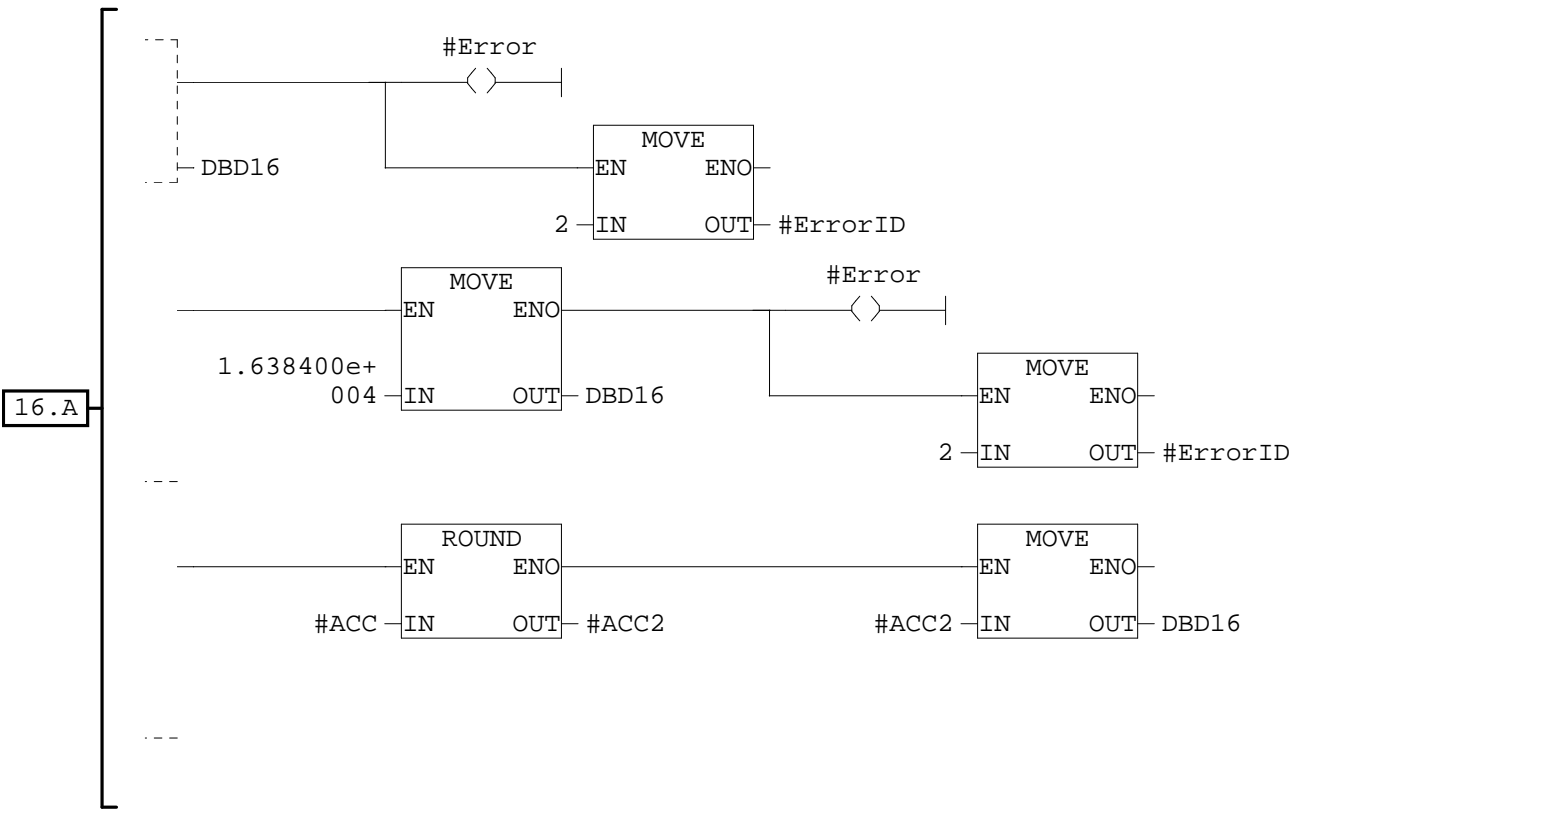 #Error
MOVE
DBD16
EN ENO
2 IN OUT #ErrorID
MOVE
#Error
EN ENO
1.638400e+
MOVE
16.A
004 IN OUT DBD16
EN ENO
2 IN OUT #ErrorID
ROUND
MOVE
EN ENO
EN ENO
#ACC IN OUT #ACC2
#ACC2 IN OUT DBD16